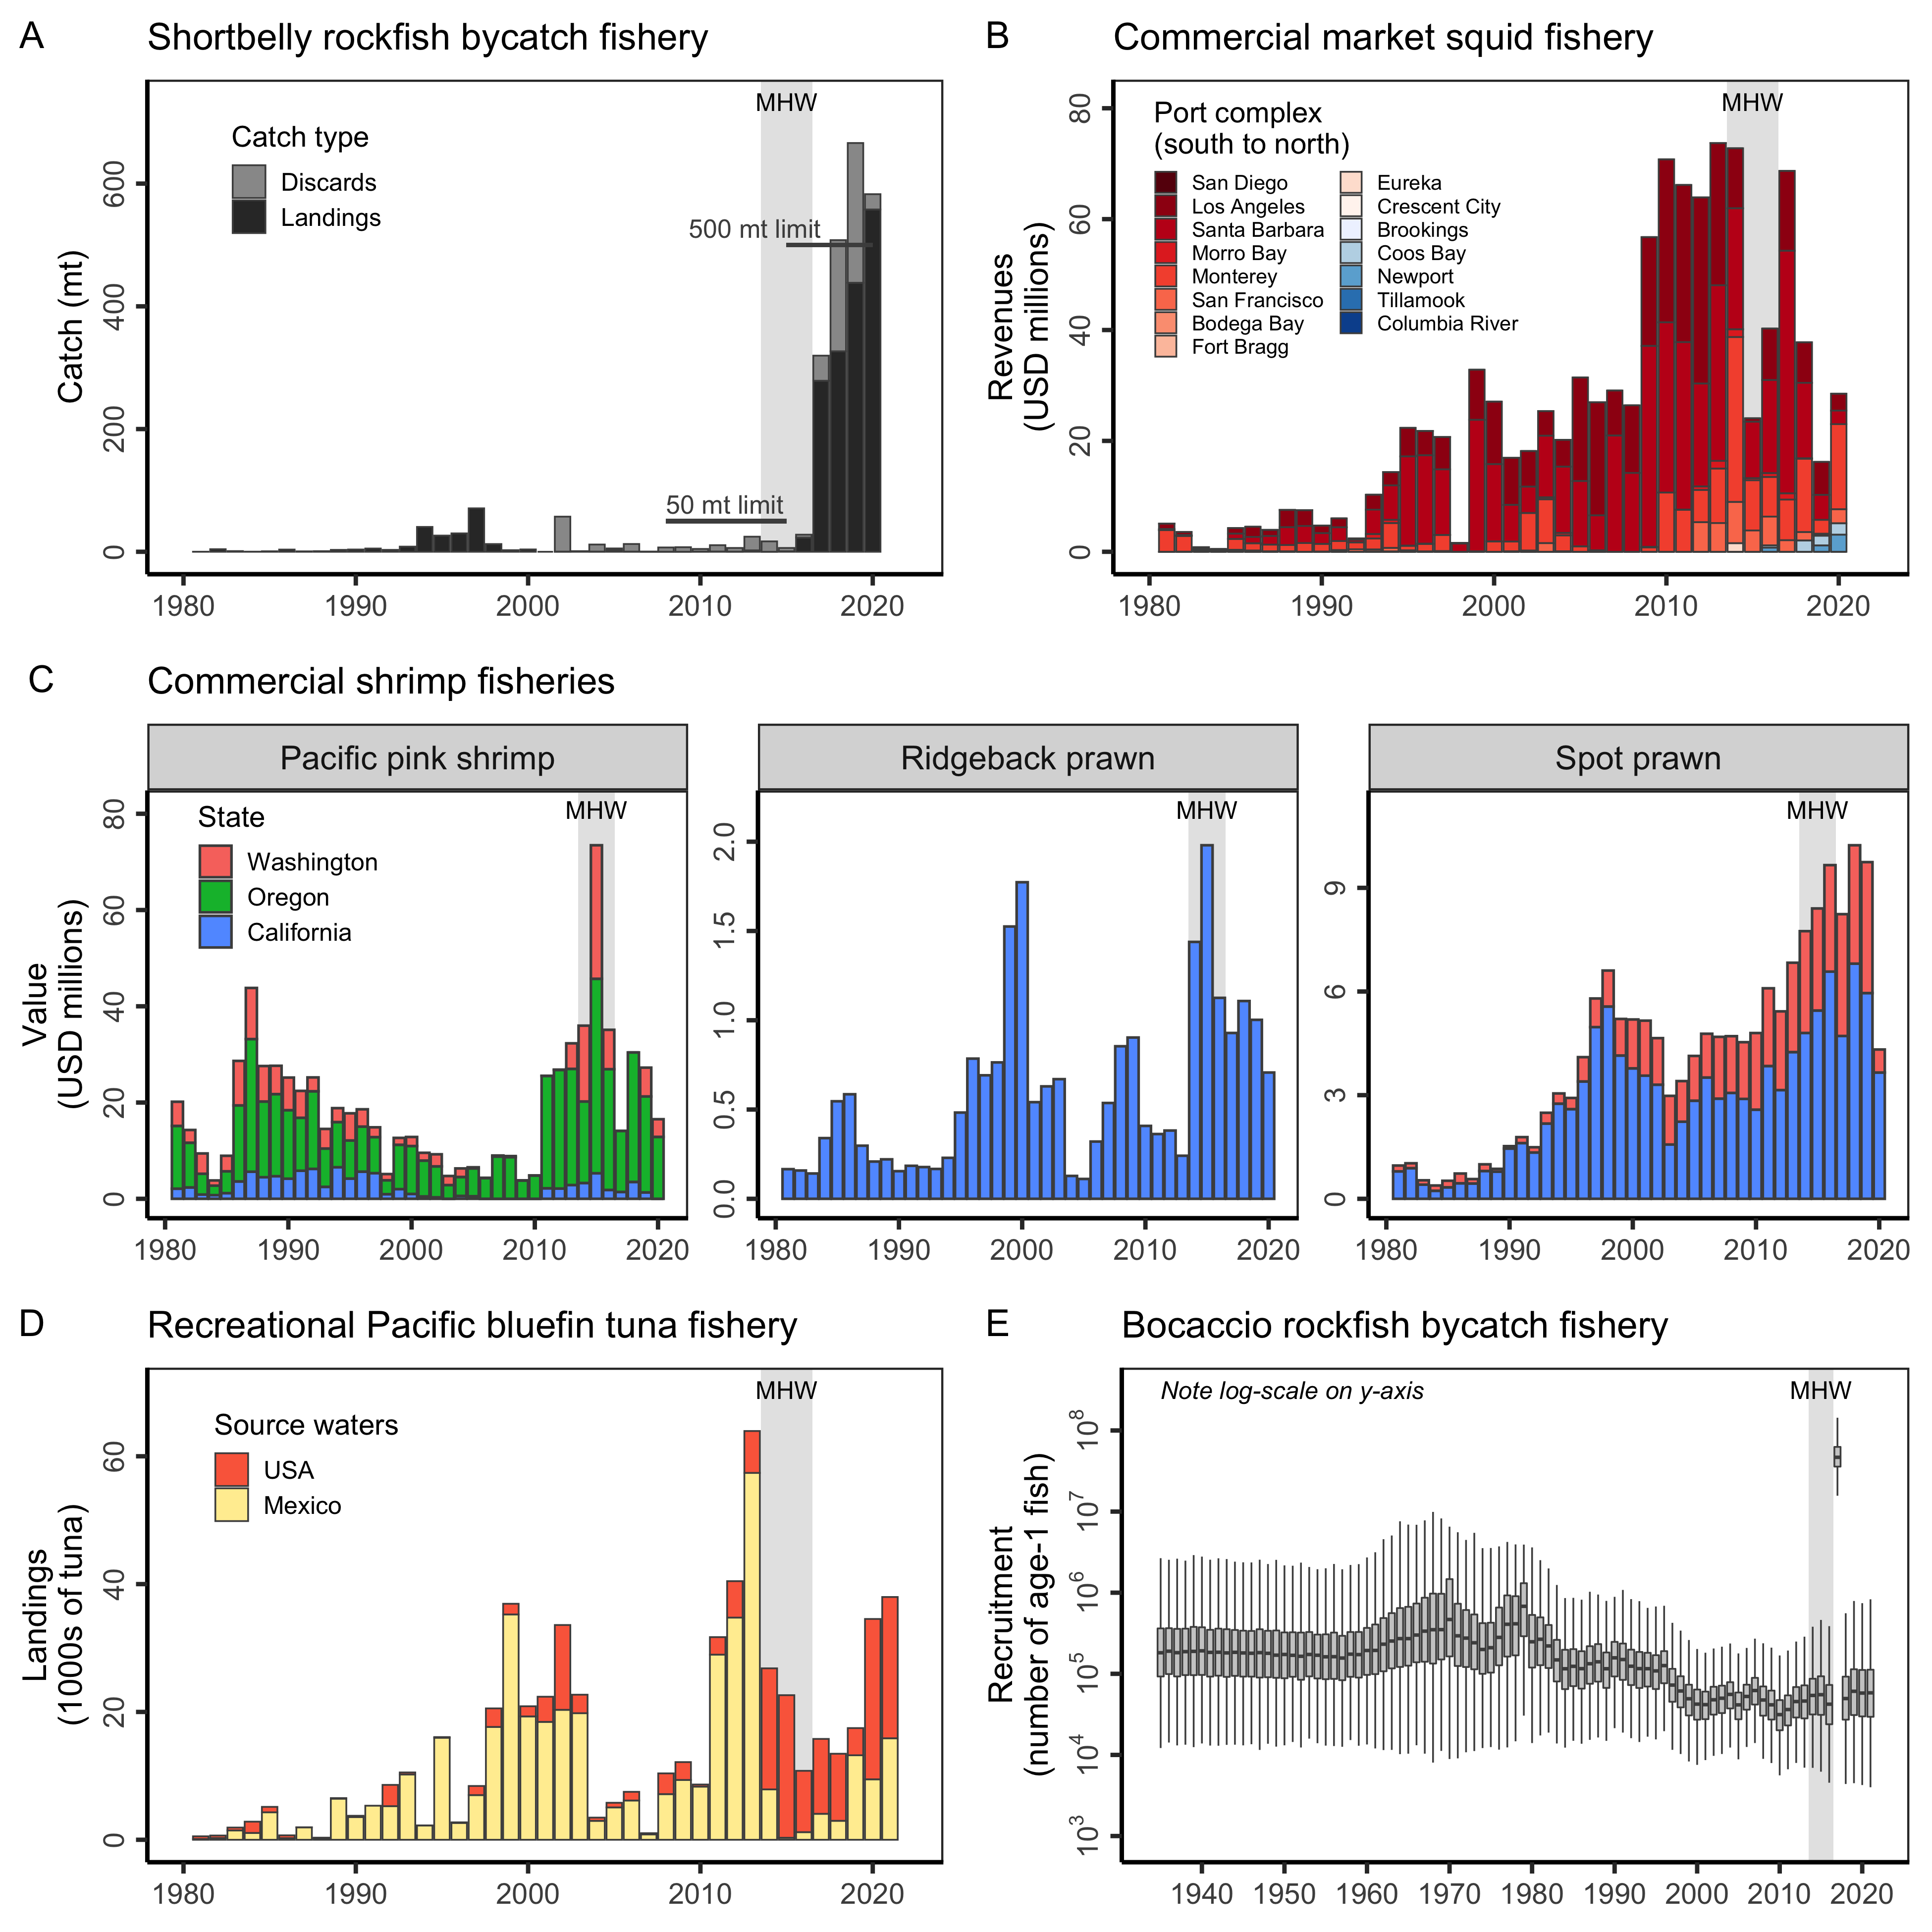 A Shortbelly rockfish bycatch fishery
MHW
Catch type
Discards
Landings
500 mt limit
50 mt limit
Catch (mt)
0
200
400
600
1980 1990 2000 2010 2020
B Commercial market squid fishery
MHW
Port complex
(south to north)
San Diego
Los Angeles
Santa Barbara
Morro Bay
Monterey
San Francisco
Bodega Bay
Fort Bragg
Eureka
Crescent City
Brookings
Coos Bay
Newport
Tillamook
Columbia River
Revenues
(USD millions)
0
20
40
60
80
1980 1990 2000 2010 2020
C Commercial shrimp fisheries
Pacific pink shrimp
MHW
State
Washington
Oregon
California
Value
(USD millions)
0
20
40
60
80
1980 1990 2000 2010 2020
Ridgeback prawn
MHW
0.0
0.5
1.0
1.5
2.0
1980 1990 2000 2010 2020
Spot prawn
MHW
0
3
6
9
1980 1990 2000 2010 2020
D Recreational Pacific bluefin tuna fishery
MHW
Source waters
USA
Mexico
Landings
(1000s of tuna)
0
20
40
60
1980 1990 2000 2010 2020
E Bocaccio rockfish bycatch fishery
Note log-scale on y-axis
MHW
Recruitment
(number of age-1 fish)
10³
10⁴
10⁵
10⁶
10⁷
10⁸
1940 1950 1960 1970 1980 1990 2000 2010 2020